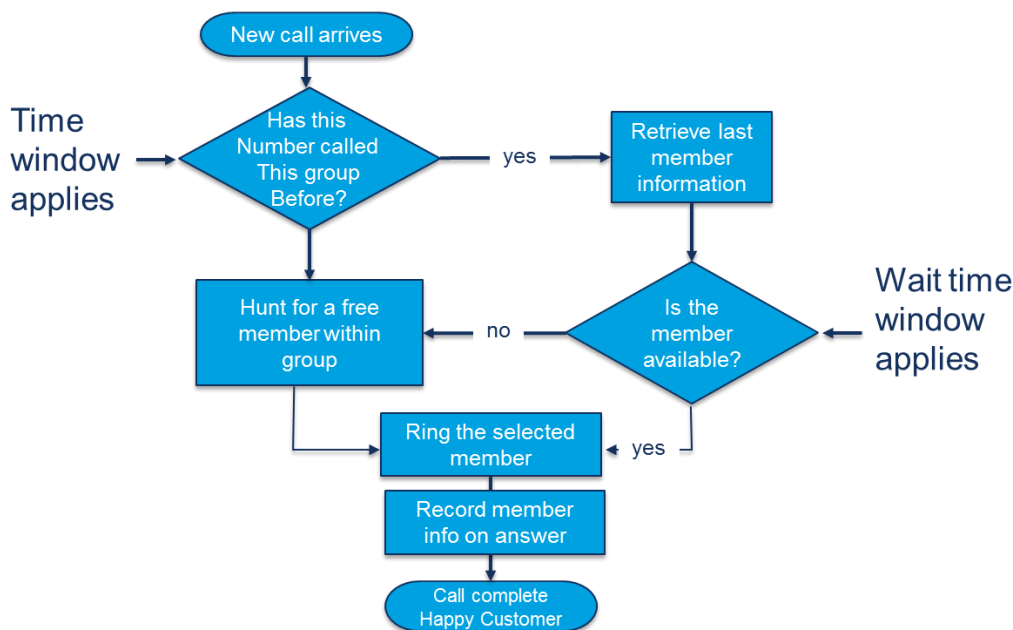 New call arrives
Time
window
applies
Has this
Number called
This group
Before?
yes
Retrieve last
member
information
Hunt for a free
member within
group
no
Is the
member
available?
Wait time
window
applies
Ring the selected
member
yes
Record member
info on answer
Call complete
Happy Customer